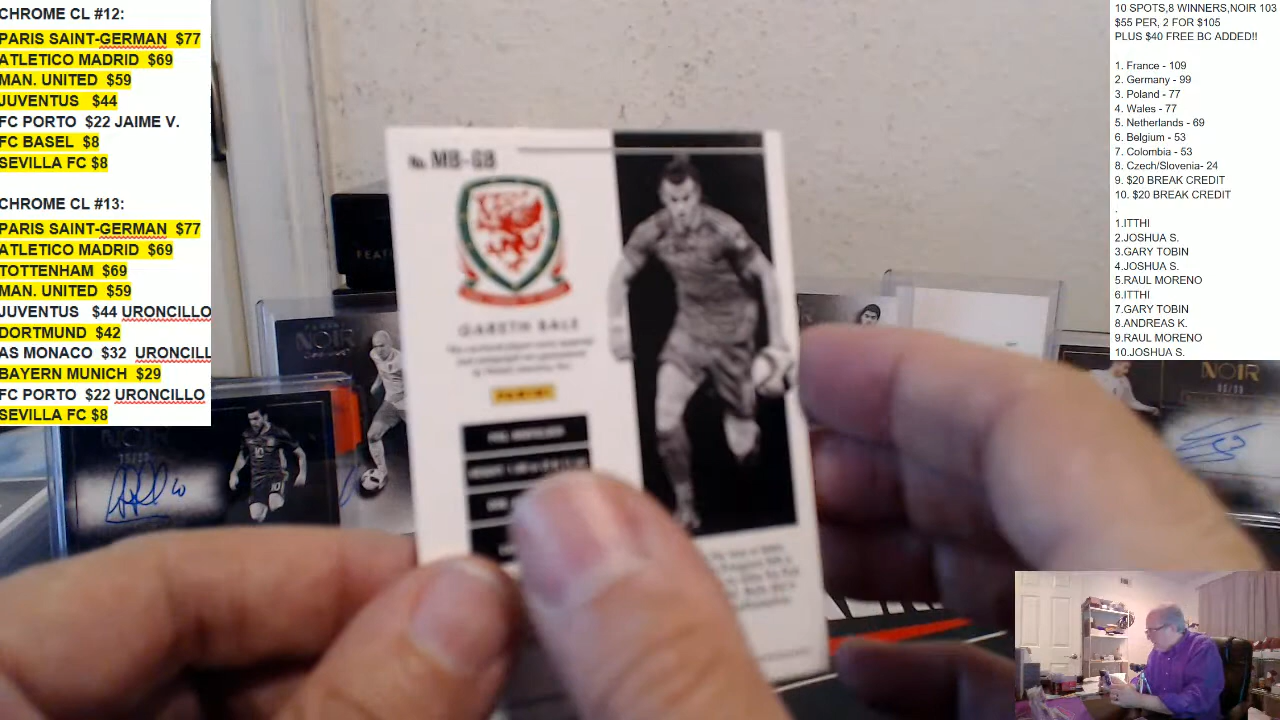 CHROME CL #12:
PARIS SAINT-GERMAN $77
ATLETICO MADRID $69
MAN. UNITED $59
JUVENTUS $44
FC PORTO $22 JAIME V.
FC BASEL $8
SEVILLA FC $8
CHROME CL #13:
PARIS SAINT-GERMAN $77
ATLETICO MADRID $69
TOTTENHAM $69
MAN. UNITED $59
JUVENTUS $44 URONCILLO
DORTMUND $42
AS MONACO $32 URONCILL
BAYERN MUNICH $29
FC PORTO $22 URONCILLO
SEVILLA FC $8
No. MB-GB
GARETH BALE
PANINI
NOIR
NOIR
NOIR
10 SPOTS,8 WINNERS,NOIR 103
$55 PER, 2 FOR $105
PLUS $40 FREE BC ADDED!!
1. France - 109
2. Germany - 99
3. Poland - 77
4. Wales - 77
5. Netherlands - 69
6. Belgium - 53
7. Colombia - 53
8. Czech/Slovenia- 24
9. $20 BREAK CREDIT
10. $20 BREAK CREDIT
.
1.ITTHI
2.JOSHUA S.
3.GARY TOBIN
4.JOSHUA S.
5.RAUL MORENO
6.ITTHI
7.GARY TOBIN
8.ANDREAS K.
9.RAUL MORENO
10.JOSHUA S.